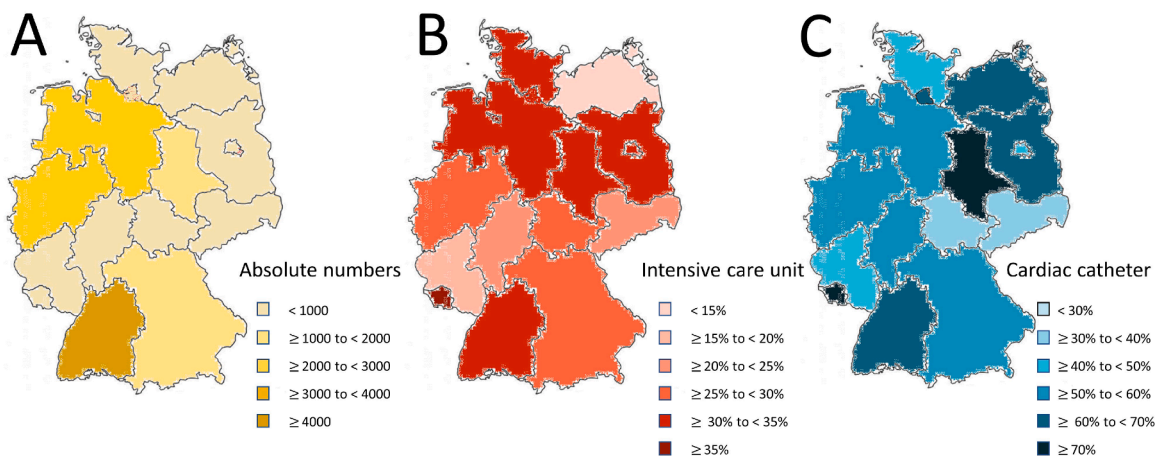 A
B
C
Absolute numbers
< 1000
≥1000 to < 2000
≥2000 to < 3000
≥3000 to < 4000
≥4000
Intensive care unit
< 15%
≥15% to < 20%
≥20% to < 25%
≥25% to < 30%
≥ 30% to < 35%
≥35%
Cardiac catheter
< 30%
≥30% to < 40%
≥40% to < 50%
≥50% to < 60%
≥ 60% to < 70%
≥70%